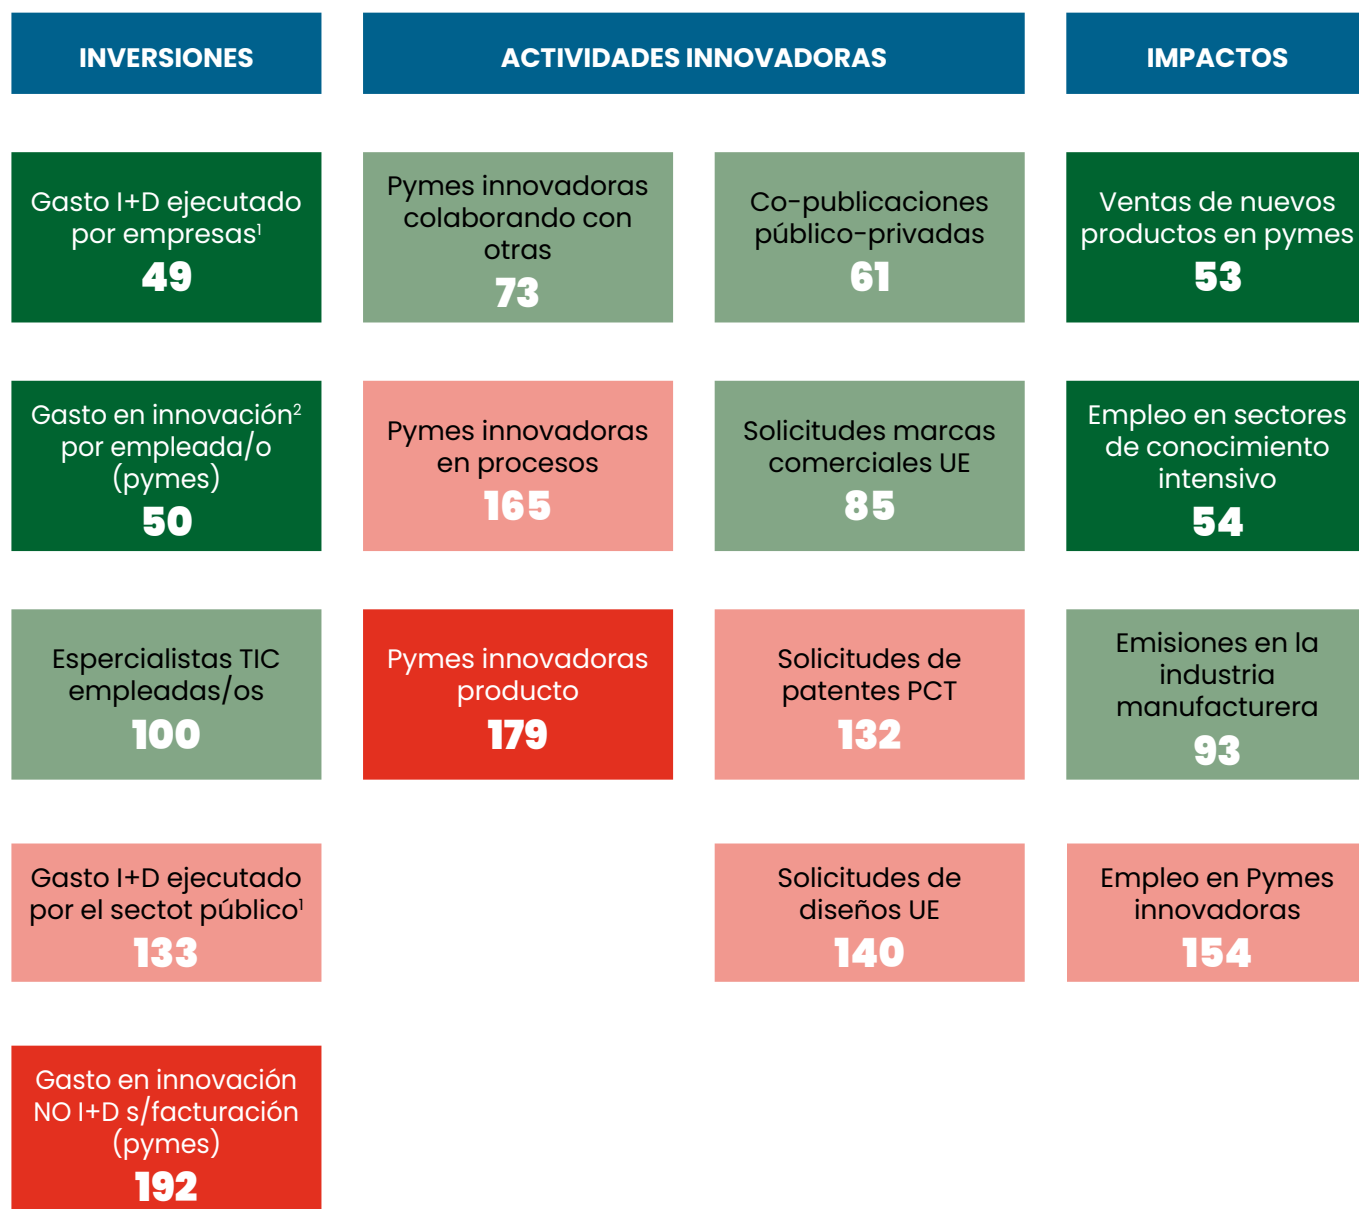 INVERSIONES
ACTIVIDADES INNOVADORAS
IMPACTOS
Gasto I+D ejecutado
por empresas¹
49
Pymes innovadoras
colaborando con
otras
73
Co-publicaciones
público-privadas
61
Ventas de nuevos
productos en pymes
53
Gasto en innovación²
por empleada/o
(pymes)
50
Pymes innovadoras
en procesos
165
Solicitudes marcas
comerciales UE
85
Empleo en sectores
de conocimiento
intensivo
54
Espercialistas TIC
empleadas/os
100
Pymes innovadoras
producto
179
Solicitudes de
patentes PCT
132
Emisiones en la
industria
manufacturera
93
Gasto I+D ejecutado
por el sectot público¹
133
Solicitudes de
diseños UE
140
Empleo en Pymes
innovadoras
154
Gasto en innovación
NO I+D s/facturación
(pymes)
192